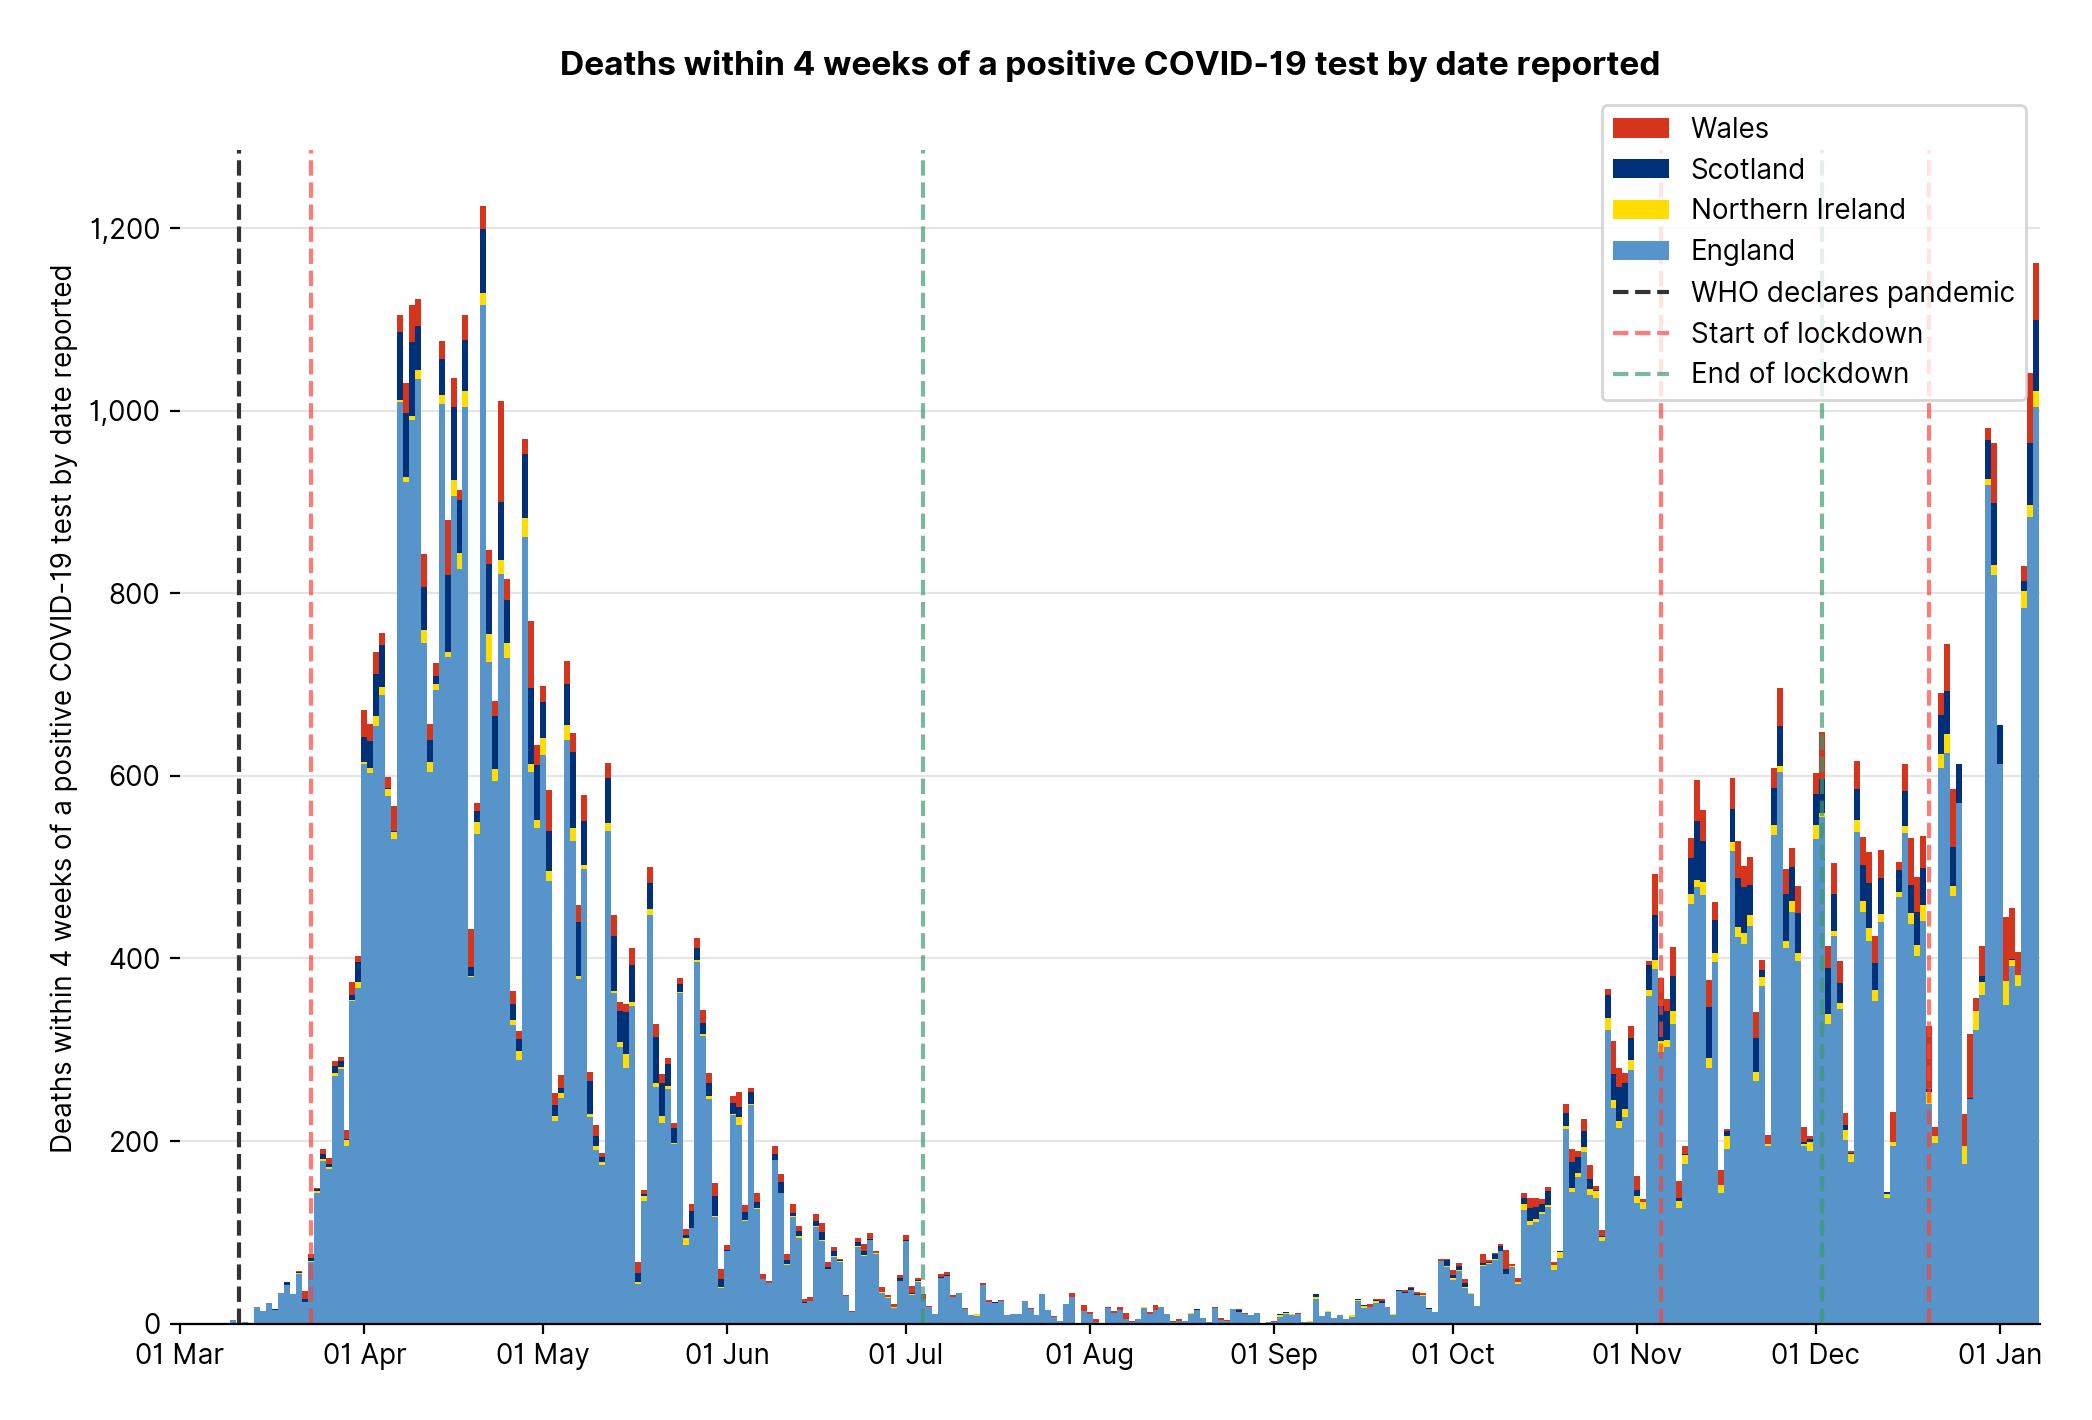 Deaths within 4 weeks of a positive COVID-19 test by date reported
Wales
Scotland
Northern Ireland
England
WHO declares pandemic
Start of lockdown
End of lockdown
Deaths within 4 weeks of a positive COVID-19 test by date reported
1,200
1,000
800
600
400
200
0
01 Mar 01 Apr 01 May 01 Jun 01 Jul 01 Aug 01 Sep 01 Oct 01 Nov 01 Dec 01 Jan